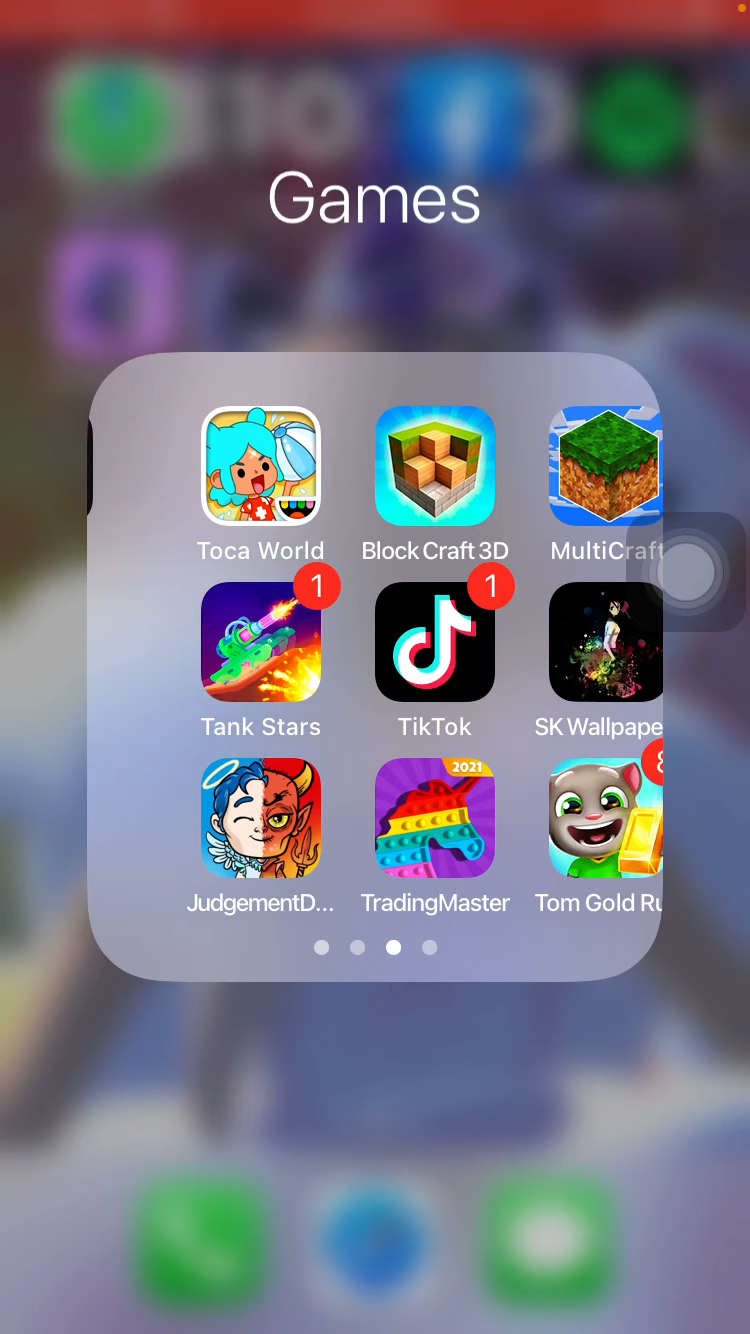 Games
Toca World
Block Craft 3D
MultiCraft
1
1
Tank Stars
TikTok
SK Wallpape
2021
8
JudgementD...
TradingMaster
Tom Gold Ru